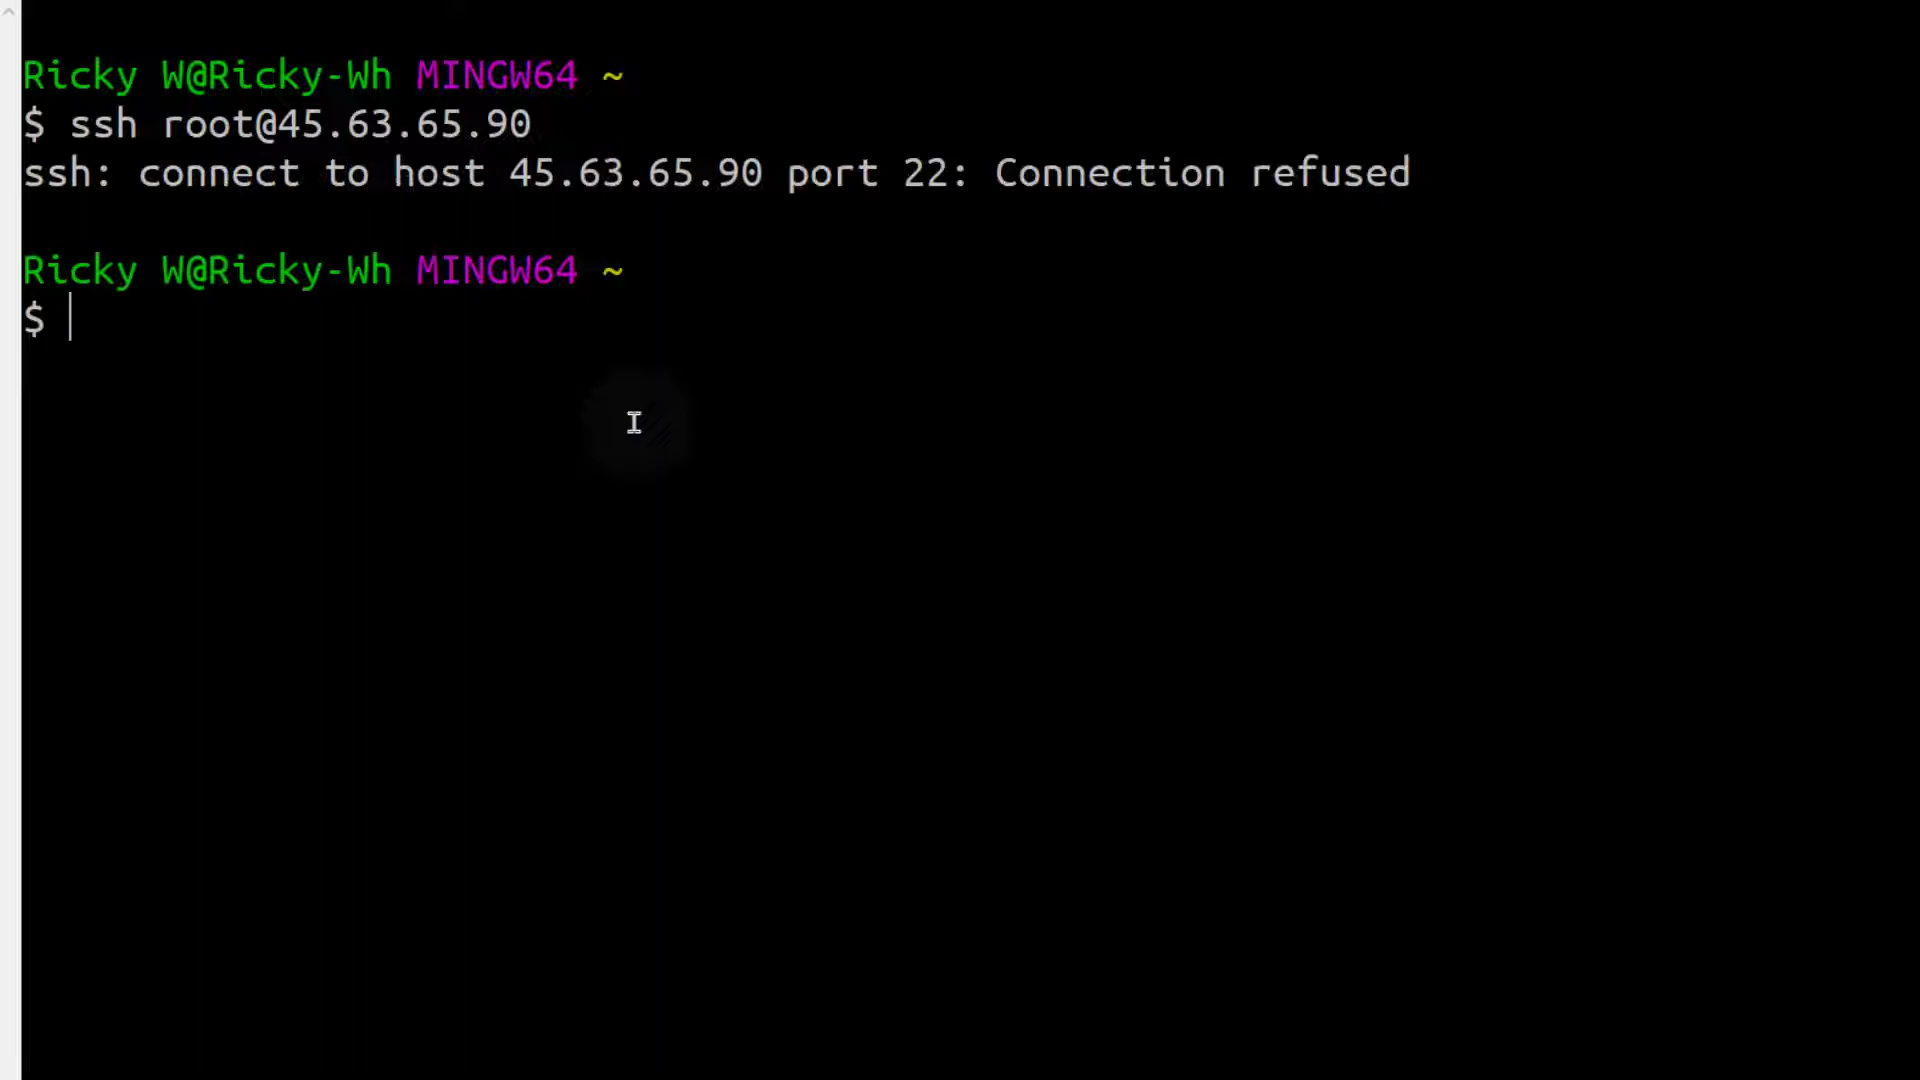 Ricky W@Ricky-Wh MINGW64 ~
$ ssh root@45.63.65.90
ssh: connect to host 45.63.65.90 port 22: Connection refused
Ricky W@Ricky-Wh MINGW64 ~
$